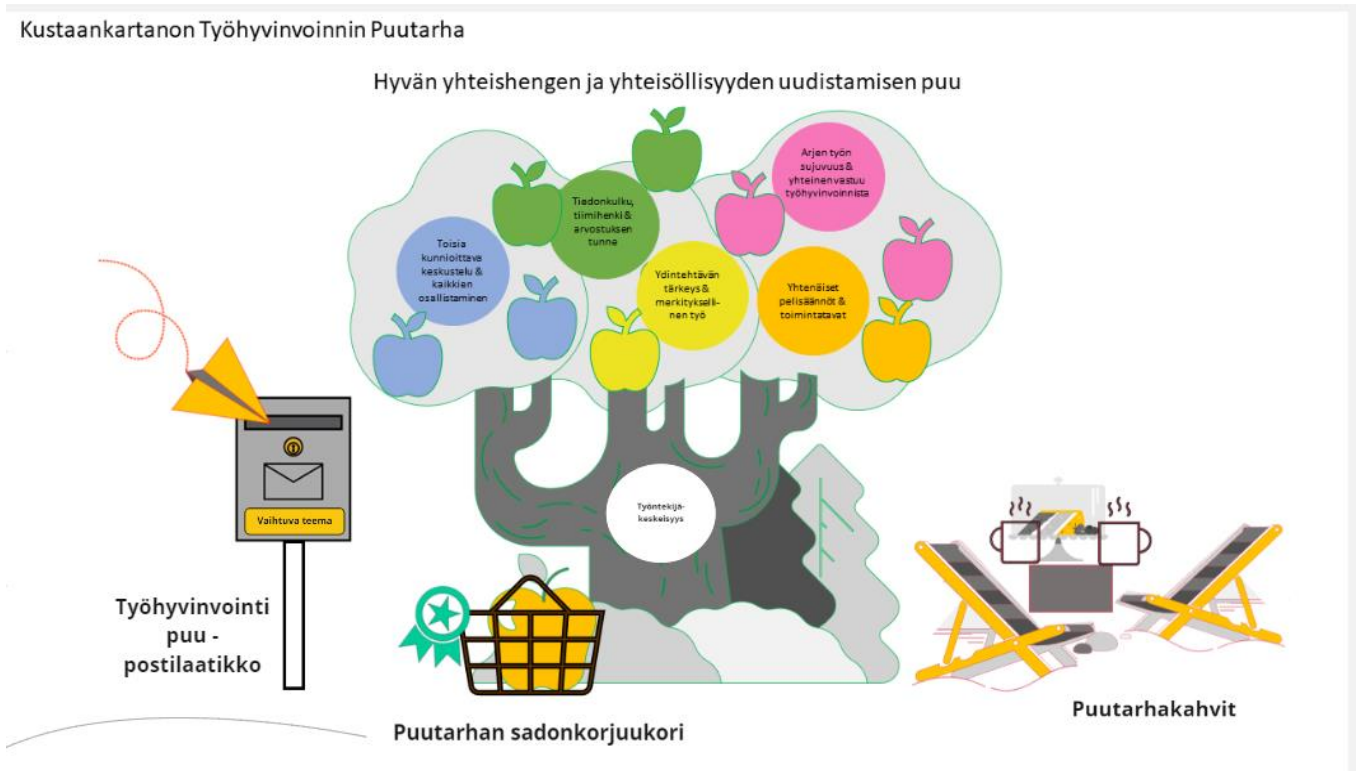 Kustaankartanon Työhyvinvoinnin Puutarha
Hyvän yhteishengen ja yhteisöllisyyden uudistamisen puu
Toisia
kunnioittava
keskustelu &
kaikkien
osallistaminen
Tiedonkulku,
tiimihenki &
arvostuksen
tunne
Ydintehtävän
tärkeys &
merkitykselli-
nen työ
Arjen työn
sujuvuus &
yhteinen vastuu
työhyvinvoinnista
Yhtenäiset
pelisäännöt &
toimintatavat
Työntekijä-
keskeisyys
Vaihtuva teema
Työhyvinvointi
puu -
postilaatikko
Puutarhan sadonkorjuukori
Puutarhakahvit